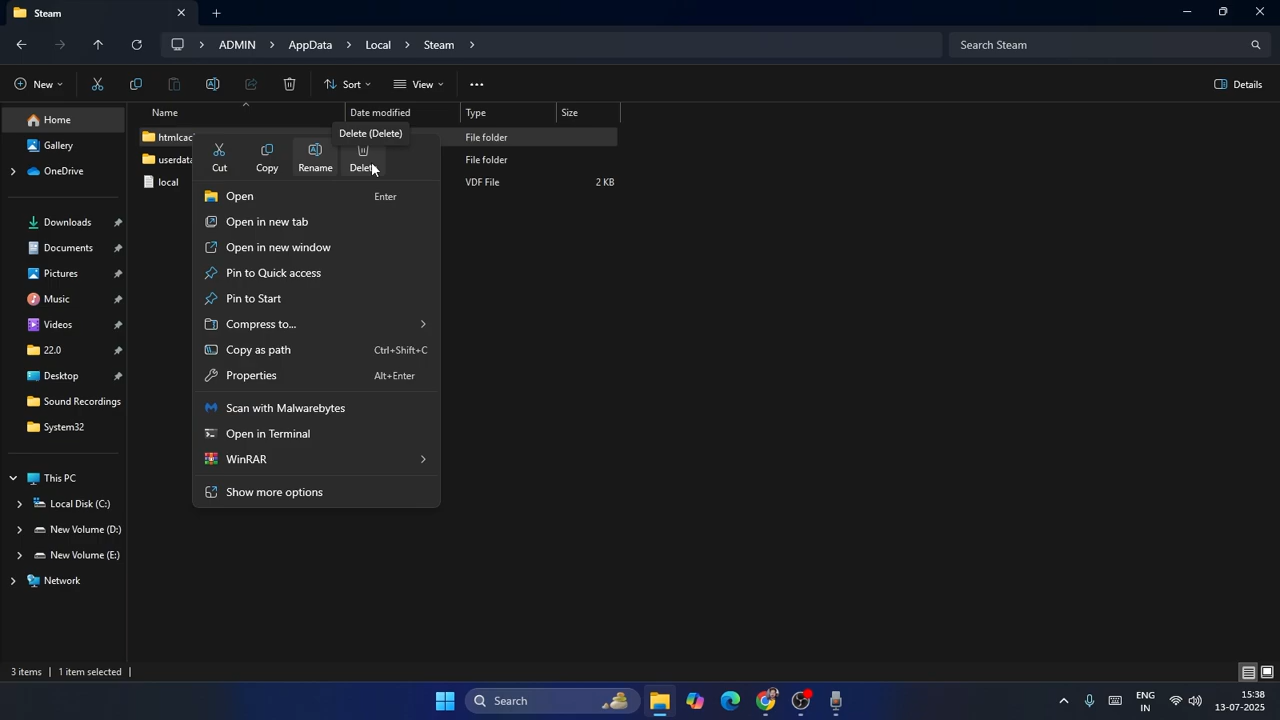 Steam
ADMIN > AppData > Local > Steam >
Search Steam
New
Sort
View
Details
Name
Date modified
Type
Size
Home
Gallery
OneDrive
Downloads
Documents
Pictures
Music
Videos
22.0
Desktop
Sound Recordings
System32
This PC
Local Disk (C:)
New Volume (D:)
New Volume (E:)
Network
File folder
File folder
local
VDF File
2 KB
Delete (Delete)
Cut
Copy
Rename
Delete
Open
Enter
Open in new tab
Open in new window
Pin to Quick access
Pin to Start
Compress to...
Copy as path
Ctrl+Shift+C
Properties
Alt+Enter
Scan with Malwarebytes
Open in Terminal
WinRAR
Show more options
3 items
1 item selected
Search
ENG
IN
15:38
13-07-2025